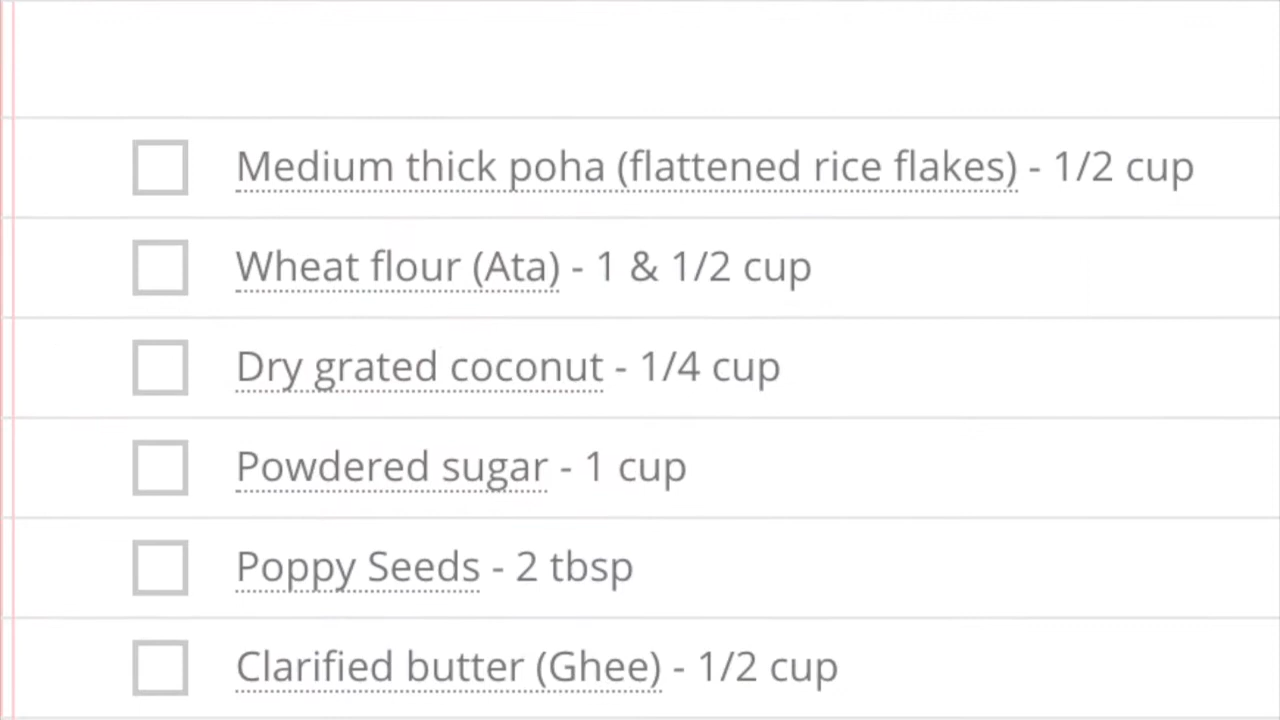 Medium thick poha (flattened rice flakes) - 1/2 cup
Wheat flour (Ata) - 1 & 1/2 cup
Dry grated coconut - 1/4 cup
Powdered sugar - 1 cup
Poppy Seeds - 2 tbsp
Clarified butter (Ghee) - 1/2 cup